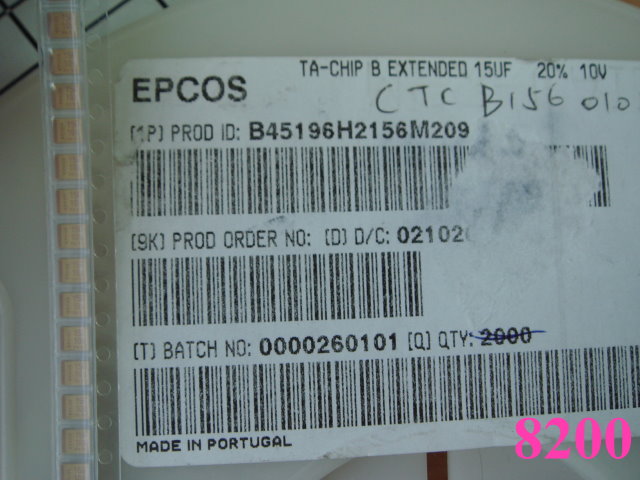 TA-CHIP B EXTENDED 15UF 20% 10V
EPCOS
CTC B156 010
[1P] PROD ID: B45196H2156M209
[9K] PROD ORDER NO: [D] D/C: 02102
[T] BATCH NO: 0000260101 [Q] QTY: 2000
MADE IN PORTUGAL
8200